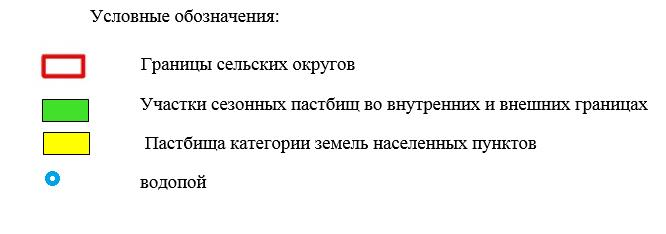 Условные обозначения:
Границы сельских округов
Участки сезонных пастбищ во внутренних и внешних границах
Пастбища категории земель населенных пунктов
водопой